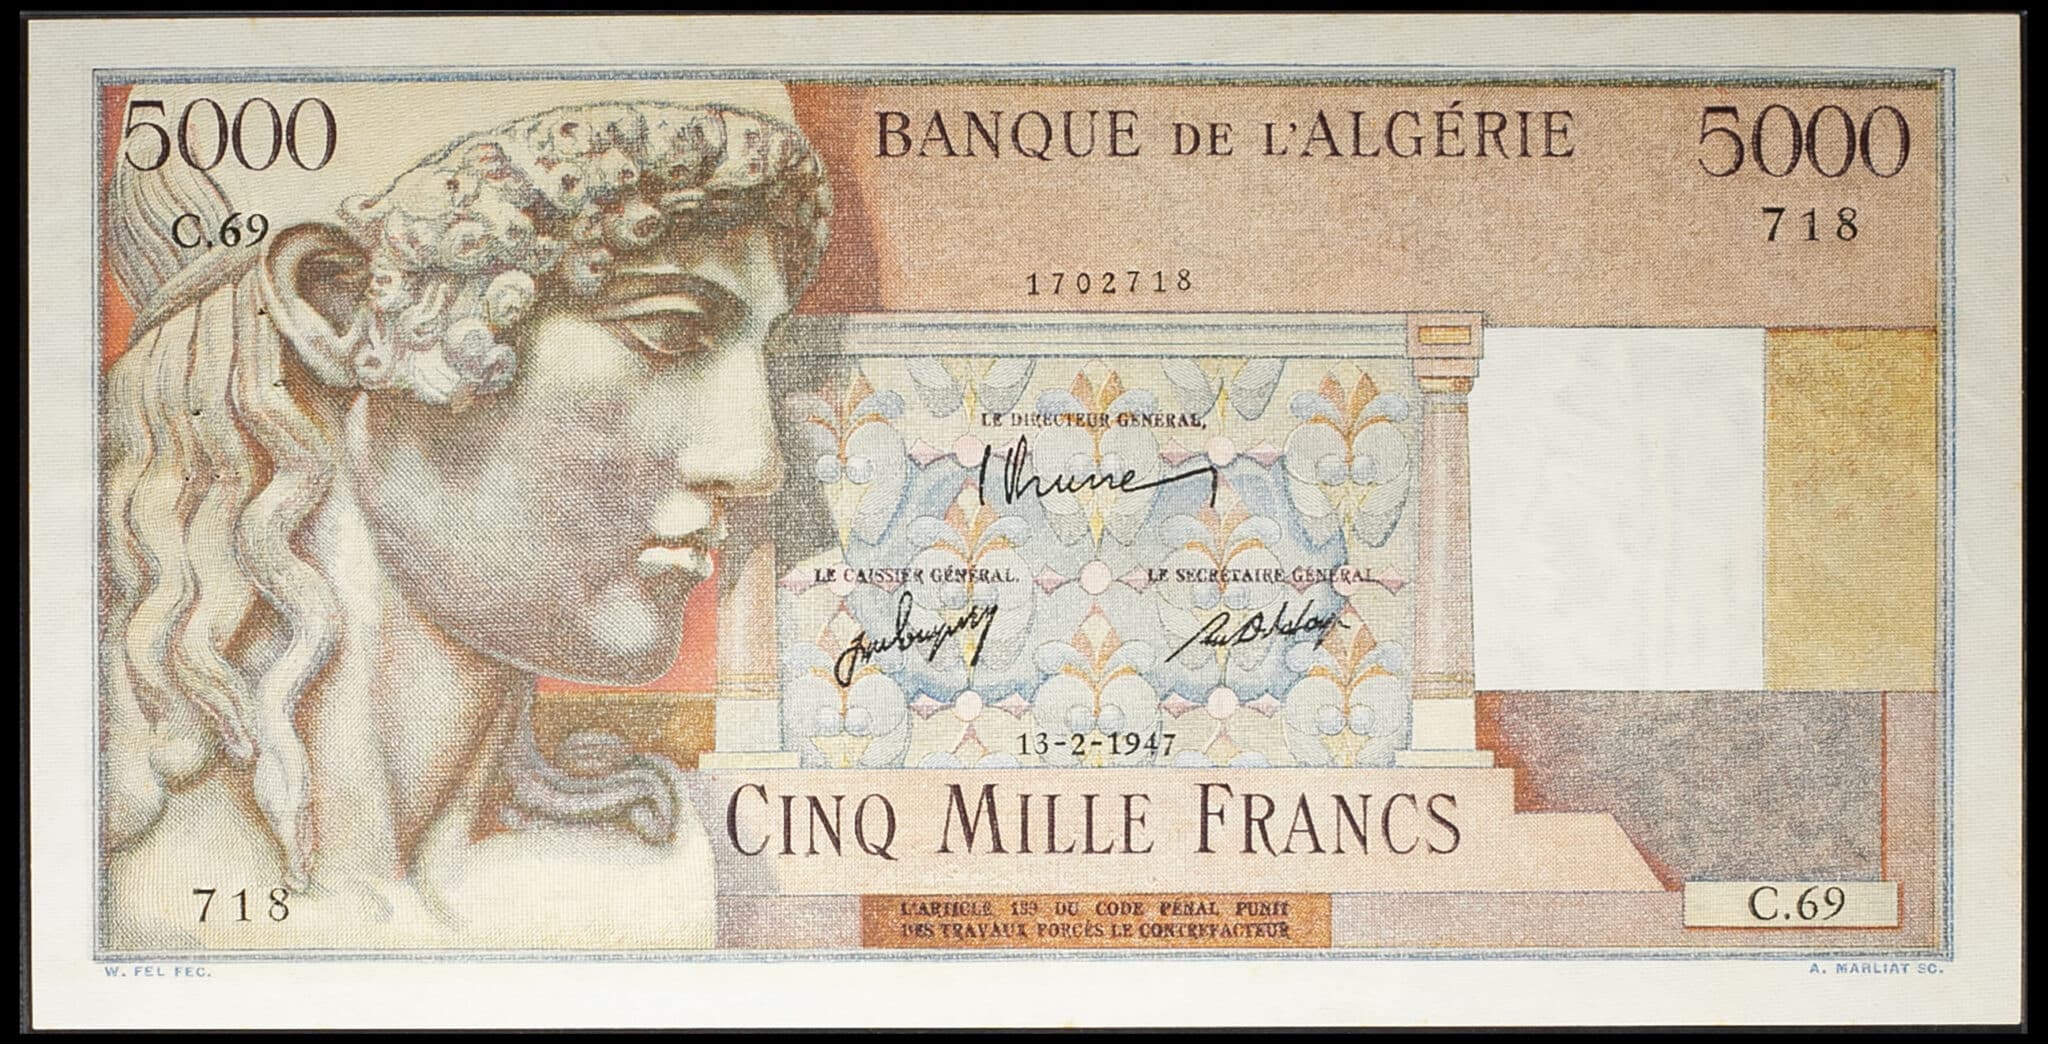 5000
BANQUE DE L'ALGÉRIE
5000
C.69
718
1702718
LE DIRECTEUR GÉNÉRAL,
LE CAISSIER GÉNÉRAL.
LE SECRÉTAIRE GÉNÉRAL
13-2-1947
CINQ MILLE FRANCS
718
C.69
L'ARTICLE 139 DU CODE PÉNAL PUNIT
DES TRAVAUX FORCÉS LE CONTREFACTEUR
W. FEL FEC.
A. MARLIAT SC.